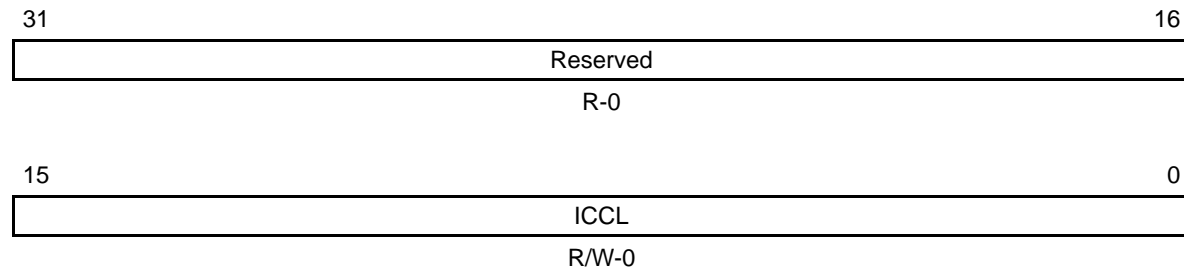 31 16
Reserved
R-0
15 0
ICCL
R/W-0